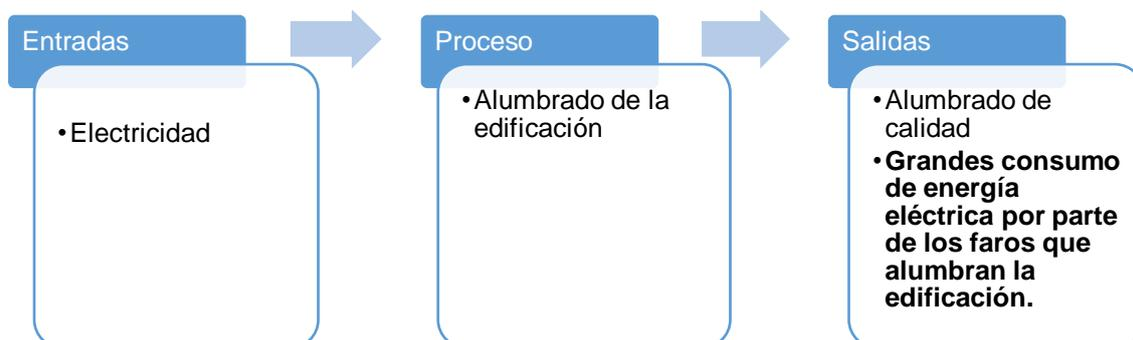 Entradas
•Electricidad
Proceso
•Alumbrado de la
edificación
Salidas
•Alumbrado de
calidad
•Grandes consumo
de energía
eléctrica por parte
de los faros que
alumbran la
edificación.